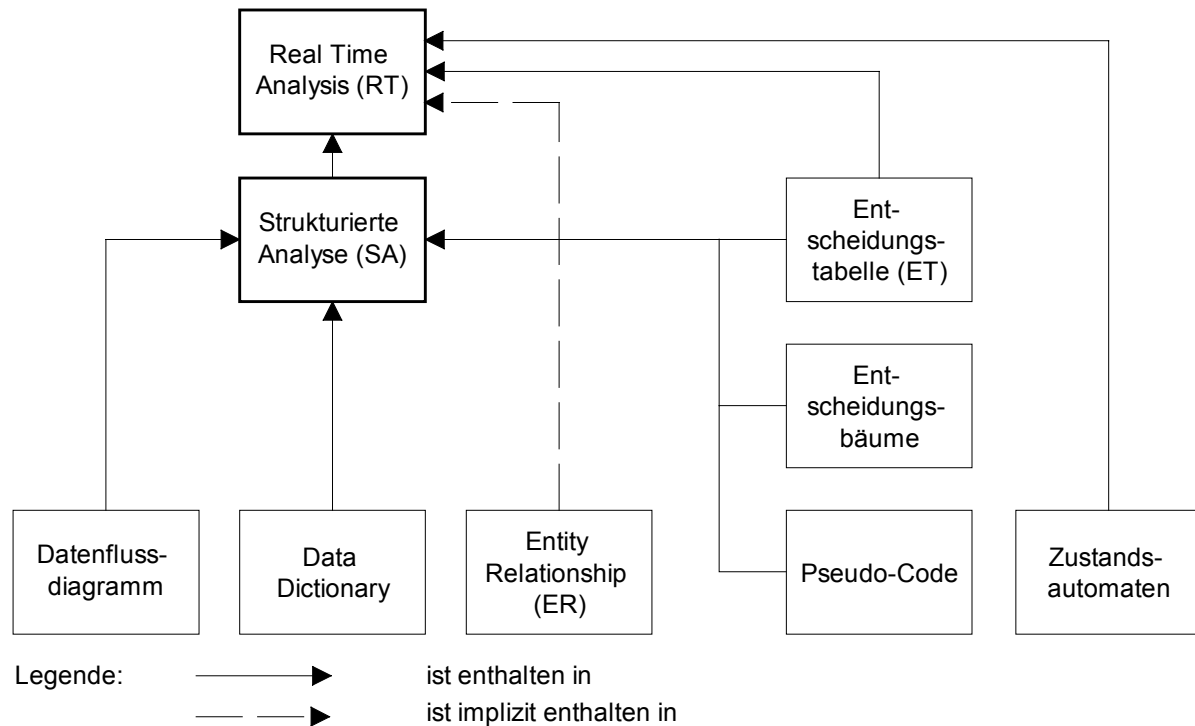 Real Time
Analysis (RT)
Strukturierte
Analyse (SA)
Ent-
scheidungs-
tabelle (ET)
Ent-
scheidungs-
bäume
Datenfluss-
diagramm
Data
Dictionary
Entity
Relationship
(ER)
Pseudo-Code
Zustands-
automaten
Legende:
ist enthalten in
ist implizit enthalten in